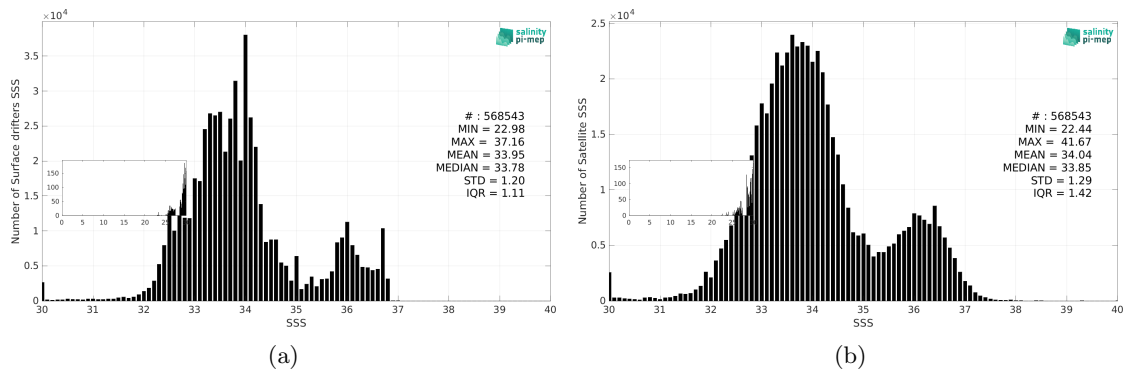 ×10⁴
salinity
pi-mep
3.5
3
2.5
2
1.5
1
0.5
0
Number of Surface drifters SSS
# : 568543
MIN = 22.98
MAX = 37.16
MEAN = 33.95
MEDIAN = 33.78
STD = 1.20
IQR = 1.11
150
100
50
0
0 5 10 15 20 25 30
30 31 32 33 34 35 36 37 38 39 40
SSS
(a)
×10⁴
salinity
pi-mep
2.5
2
1.5
1
0.5
0
Number of Satellite SSS
# : 568543
MIN = 22.44
MAX = 41.67
MEAN = 34.04
MEDIAN = 33.85
STD = 1.29
IQR = 1.42
150
100
50
0
0 5 10 15 20 25 30
30 31 32 33 34 35 36 37 38 39 40
SSS
(b)